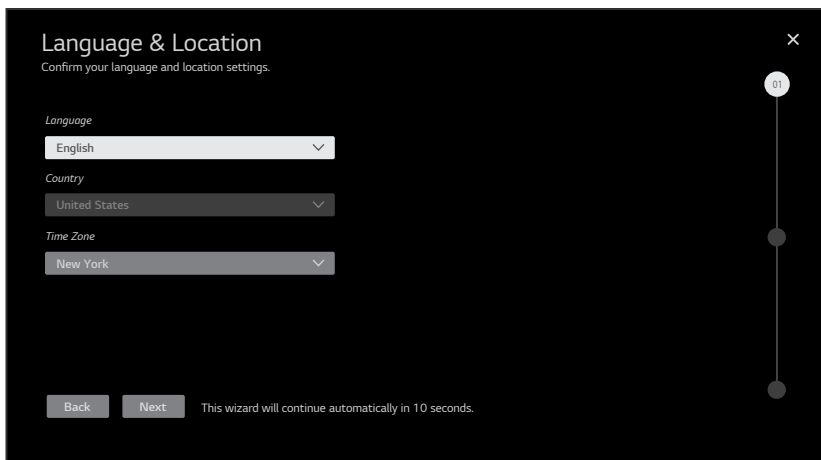 Language & Location
Confirm your language and location settings.
01
Language
English
Country
United States
Time Zone
New York
Back Next This wizard will continue automatically in 10 seconds.